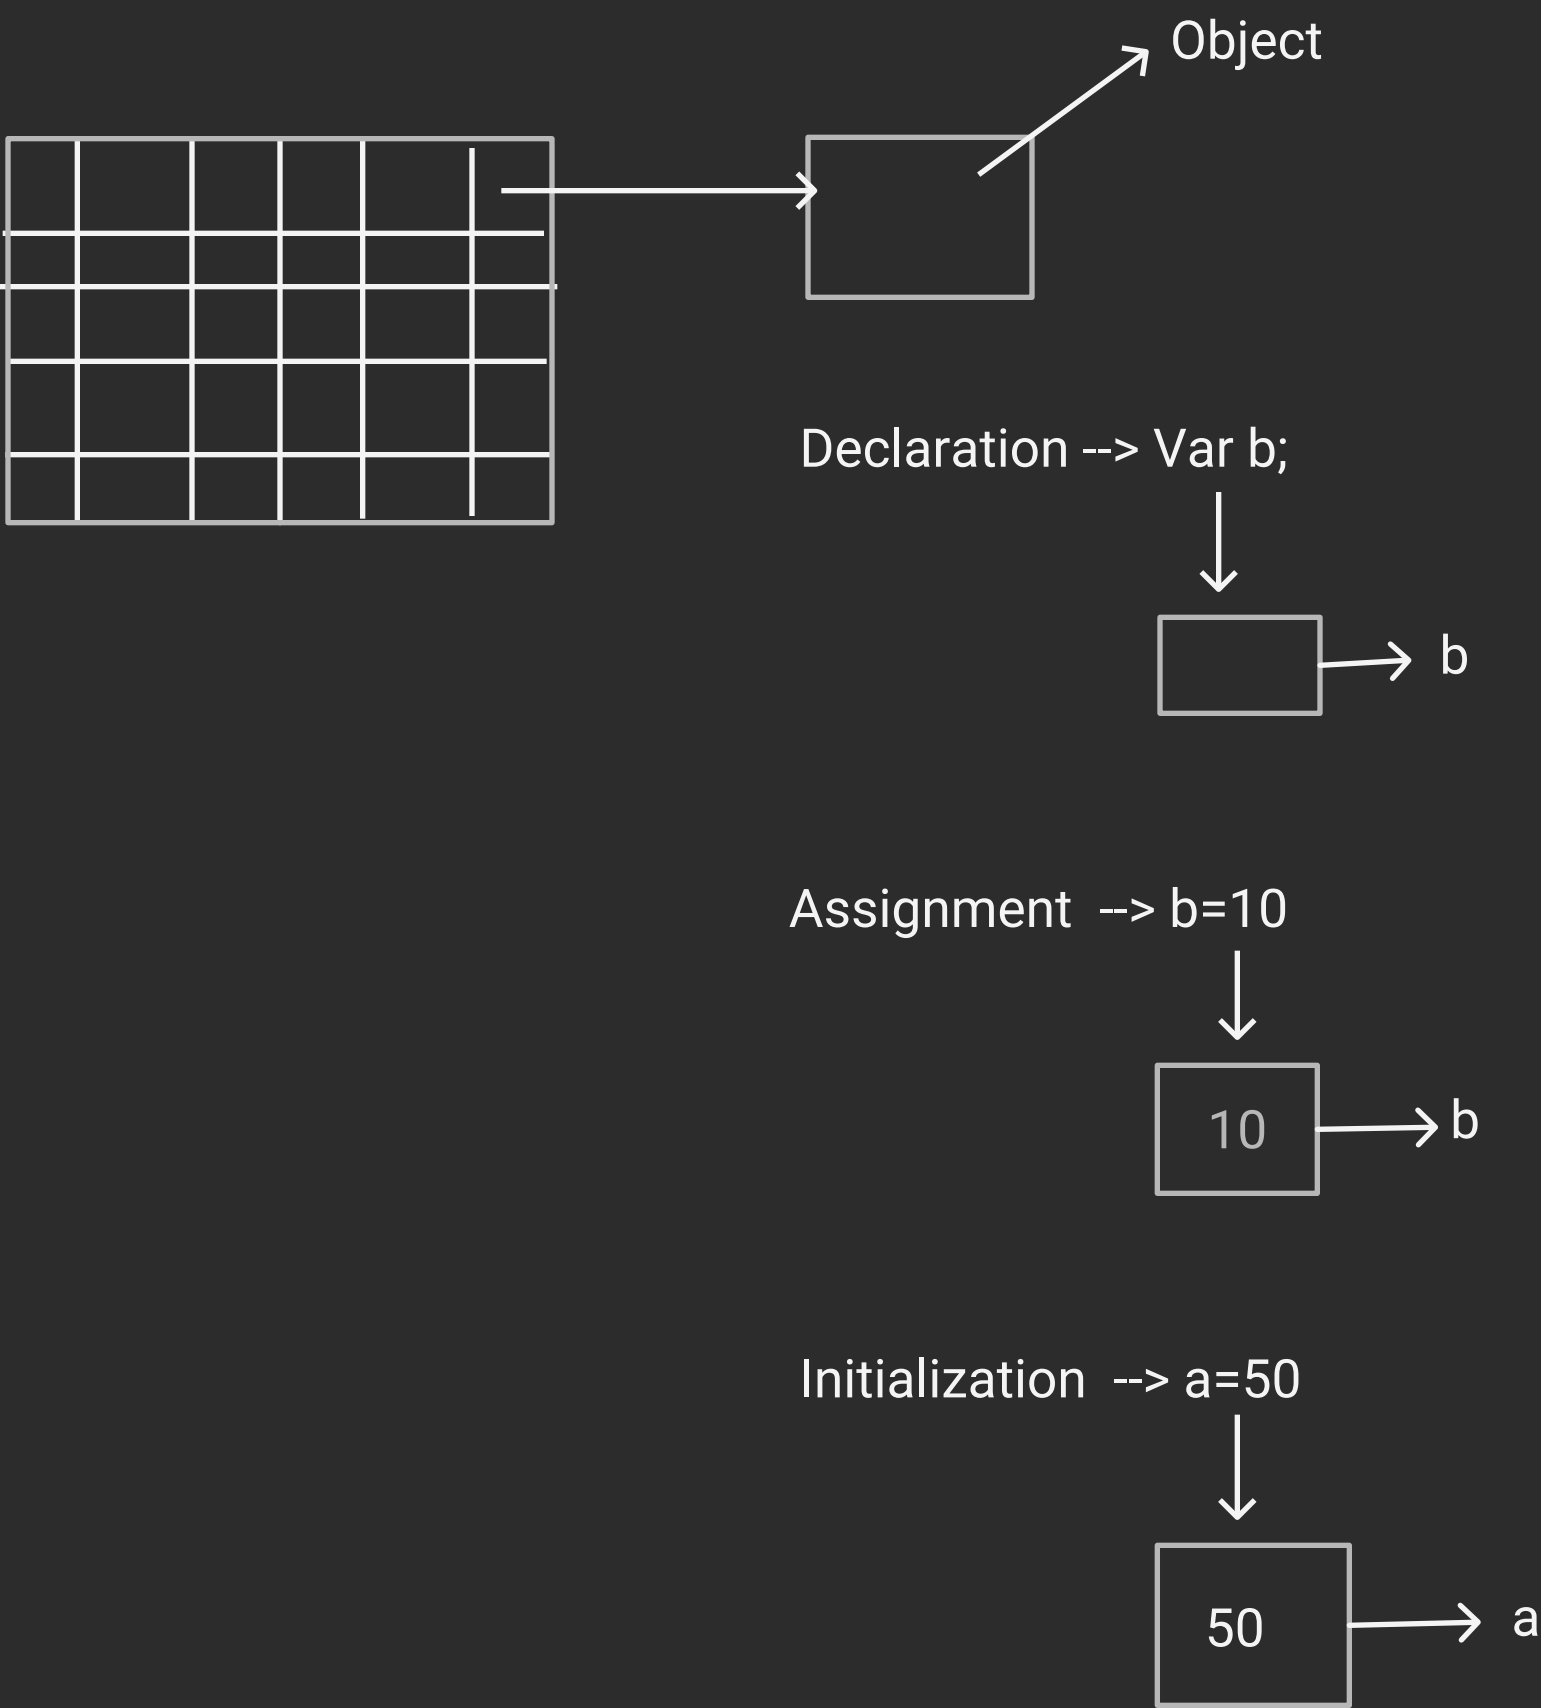 Object
Declaration --> Var b;
b
Assignment --> b=10
10
b
Initialization --> a=50
50
a